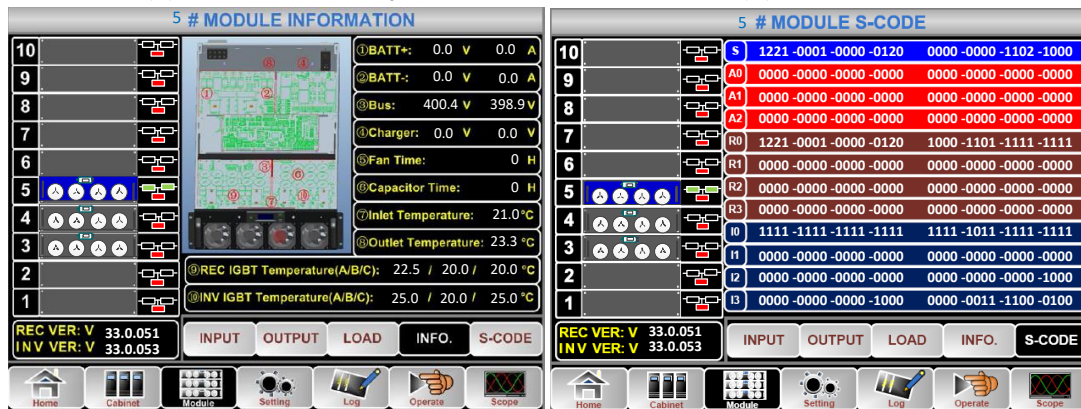 5 # MODULE INFORMATION
10
9
8
7
6
5
4
3
2
1
⑧ ④
① ②
③ ⑥
⑨ ⑦ ⑩
①BATT+: 0.0 V 0.0 A
②BATT-: 0.0 V 0.0 A
③Bus: 400.4 V 398.9 V
④Charger: 0.0 V 0.0 V
⑤Fan Time: 0 H
⑥Capacitor Time: 0 H
⑦Inlet Temperature: 21.0 °C
⑧Outlet Temperature: 23.3 °C
⑨REC IGBT Temperature(A/B/C): 22.5 / 20.0 / 20.0 °C
⑩INV IGBT Temperature(A/B/C): 25.0 / 20.0 / 25.0 °C
REC VER: V 33.0.051
INV VER: V 33.0.053
INPUT OUTPUT LOAD INFO. S-CODE
Home Cabinet Module Setting Log Operate Scope
5 # MODULE S-CODE
10
9
8
7
6
5
4
3
2
1
S 1221 -0001 -0000 -0120 0000 -0000 -1102 -1000
A0 0000 -0000 -0000 -0000 0000 -0000 -0000 -0000
A1 0000 -0000 -0000 -0000 0000 -0000 -0000 -0000
A2 0000 -0000 -0000 -0000 0000 -0000 -0000 -0000
R0 1221 -0001 -0000 -0120 1000 -1101 -1111 -1111
R1 0000 -0000 -0000 -0000 0000 -0000 -0000 -0000
R2 0000 -0000 -0000 -0000 0000 -0000 -0000 -0000
R3 0000 -0000 -0000 -0000 0000 -0000 -0000 -0000
I0 1111 -1111 -1111 -1111 1111 -1011 -1111 -1111
I1 0000 -0000 -0000 -0000 0000 -0000 -0000 -0000
I2 0000 -0000 -0000 -0000 0000 -0000 -0000 -1000
I3 0000 -0000 -0000 -1000 0000 -0011 -1100 -0100
REC VER: V 33.0.051
INV VER: V 33.0.053
INPUT OUTPUT LOAD INFO. S-CODE
Home Cabinet Module Setting Log Operate Scope